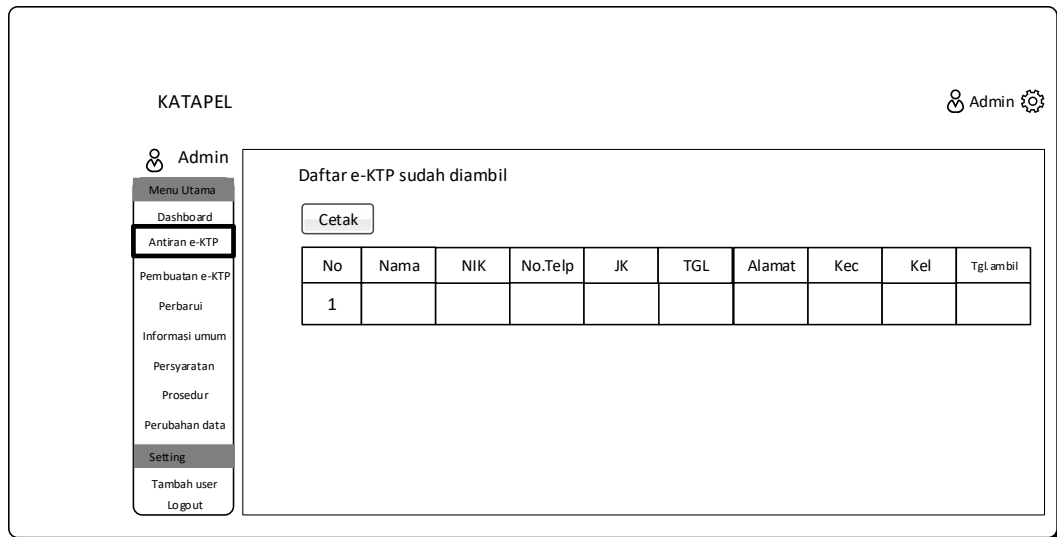 KATAPEL
Admin
Admin
Menu Utama
Dashboard
Antiran e-KTP
Pembuatan e-KTP
Perbarui
Informasi umum
Persyaratan
Prosedur
Perubahan data
Setting
Tambah user
Logout
Daftar e-KTP sudah diambil
Cetak
No Nama NIK No.Telp JK TGL Alamat Kec Kel Tgl.ambil
1